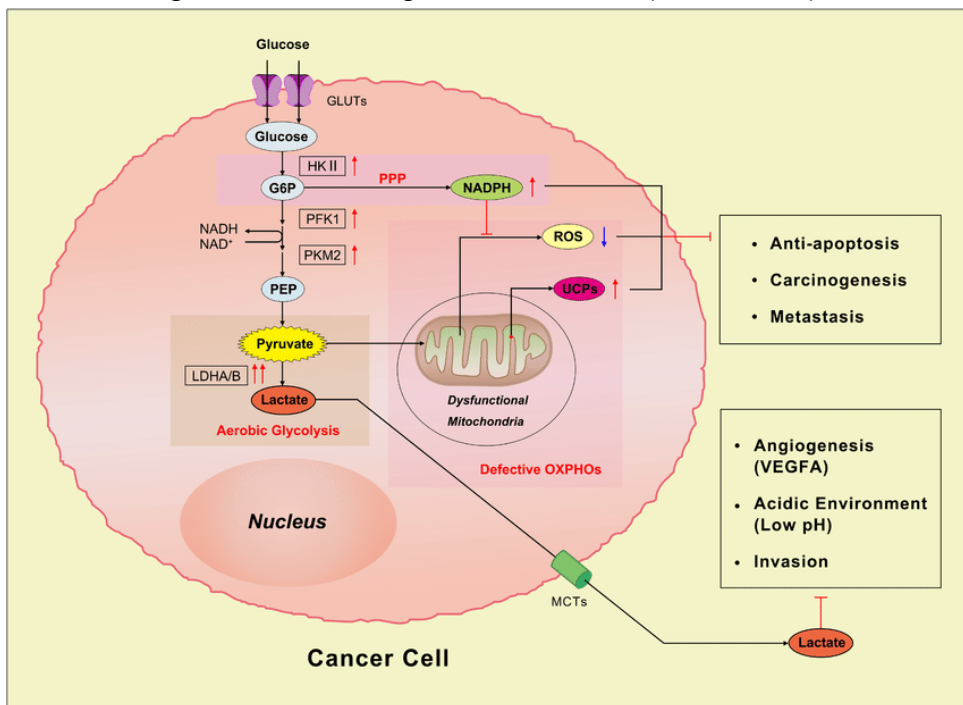 Glucose
GLUTs
Glucose
HK II
G6P
PPP
NADPH
NADH
NAD+
PFK1
PKM2
ROS
UCPs
PEP
Pyruvate
LDHA/B
Lactate
Aerobic Glycolysis
Dysfunctional
Mitochondria
Defective OXPHOs
Nucleus
MCTs
Cancer Cell
• Anti-apoptosis
• Carcinogenesis
• Metastasis
• Angiogenesis
(VEGFA)
• Acidic Environment
(Low pH)
• Invasion
Lactate